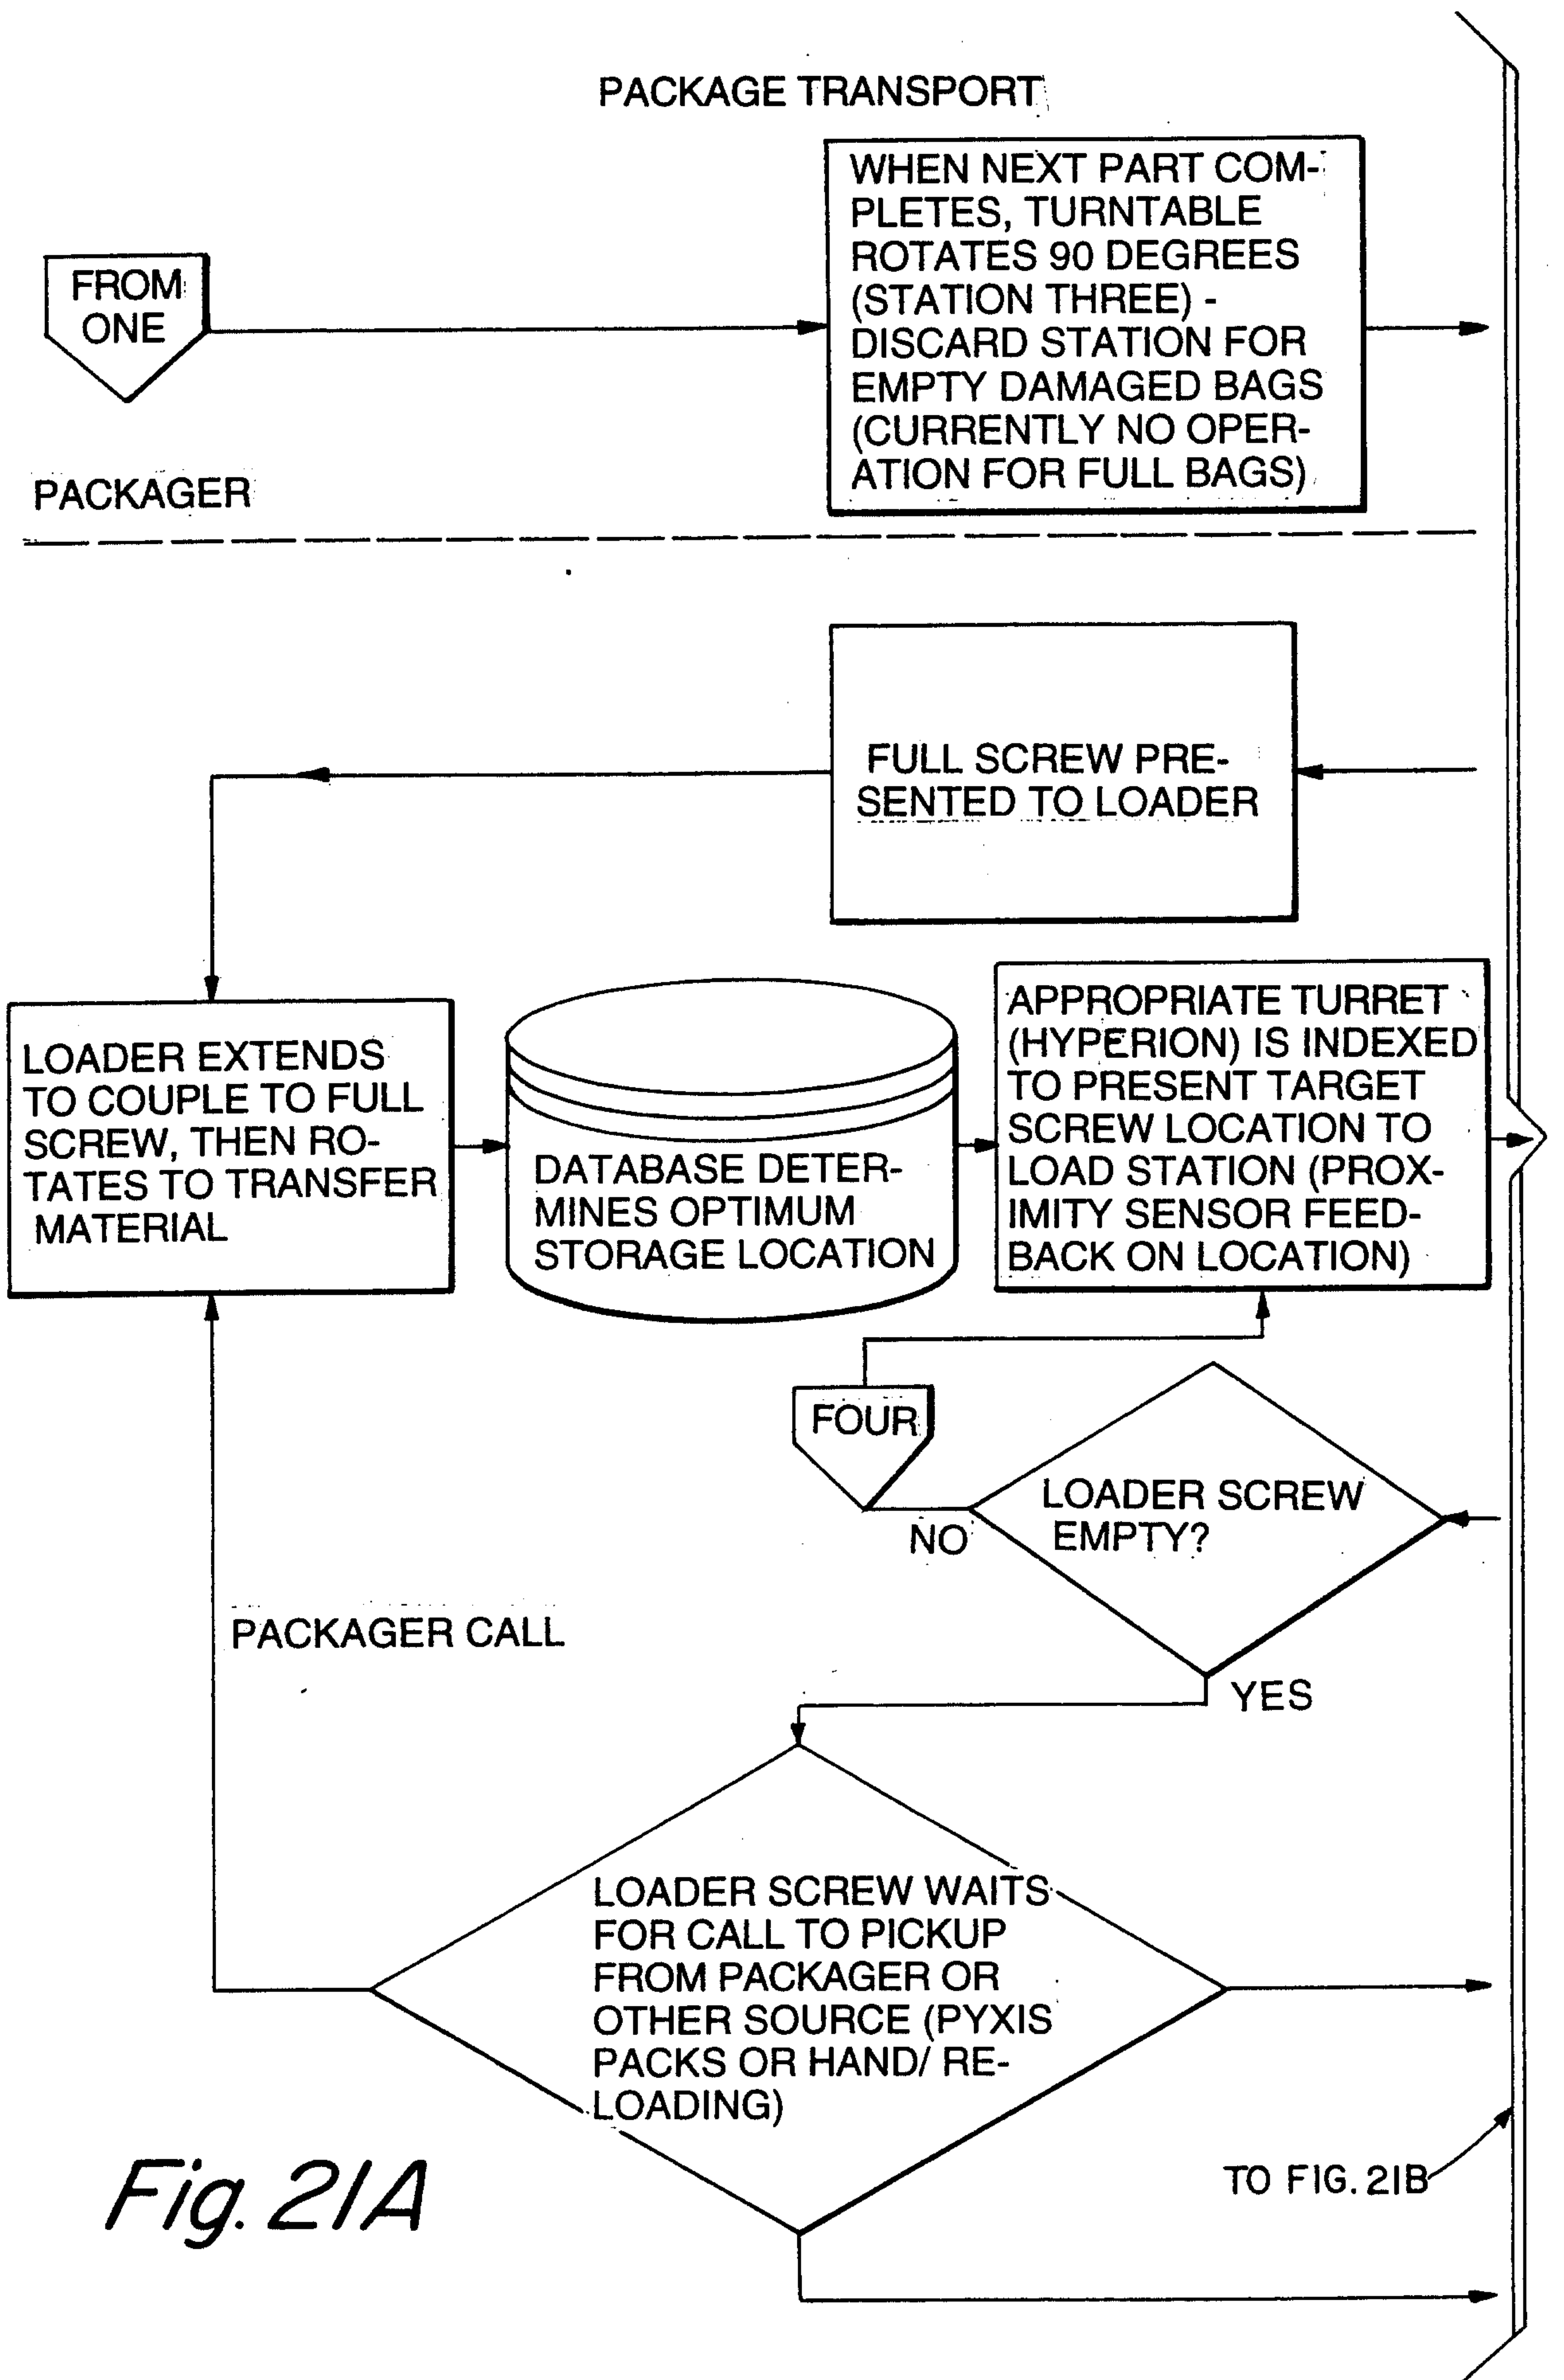 PACKAGE TRANSPORT
WHEN NEXT PART COM-
PLETES, TURNTABLE
ROTATES 90 DEGREES
(STATION THREE) -
DISCARD STATION FOR
EMPTY DAMAGED BAGS
(CURRENTLY NO OPER-
ATION FOR FULL BAGS)
FROM
ONE
PACKAGER
FULL SCREW PRE-
SENTED TO LOADER
LOADER EXTENDS
TO COUPLE TO FULL
SCREW, THEN RO-
TATES TO TRANSFER
MATERIAL
DATABASE DETER-
MINES OPTIMUM
STORAGE LOCATION
APPROPRIATE TURRET
(HYPERION) IS INDEXED
TO PRESENT TARGET
SCREW LOCATION TO
LOAD STATION (PROX-
IMITY SENSOR FEED-
BACK ON LOCATION)
FOUR
LOADER SCREW
EMPTY?
NO
YES
PACKAGER CALL
LOADER SCREW WAITS
FOR CALL TO PICKUP
FROM PACKAGER OR
OTHER SOURCE (PYXIS
PACKS OR HAND/ RE-
LOADING)
TO FIG. 21B
Fig. 21A